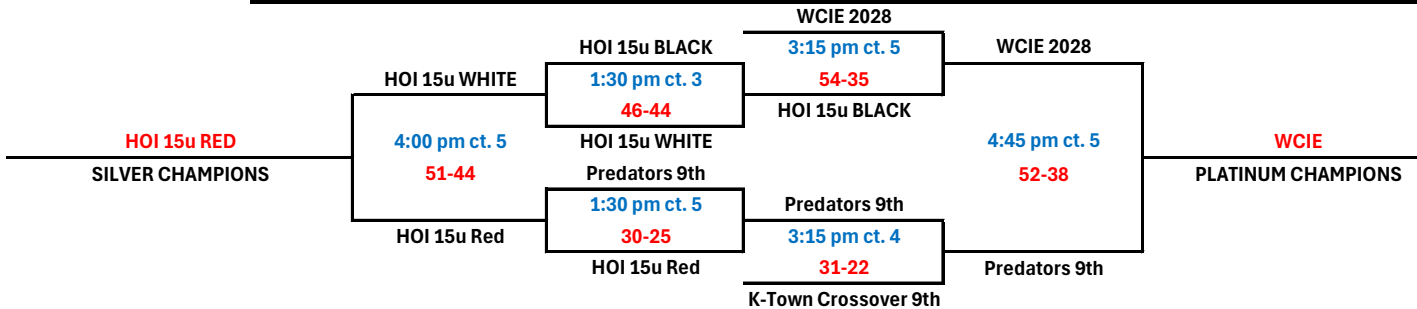 WCIE 2028
HOI 15u BLACK
3:15 pm ct. 5
WCIE 2028
HOI 15u WHITE
1:30 pm ct. 3
54-35
46-44
HOI 15u BLACK
HOI 15u RED
4:00 pm ct. 5
HOI 15u WHITE
4:45 pm ct. 5
WCIE
SILVER CHAMPIONS
51-44
Predators 9th
52-38
PLATINUM CHAMPIONS
1:30 pm ct. 5
Predators 9th
HOI 15u Red
30-25
3:15 pm ct. 4
HOI 15u Red
31-22
Predators 9th
K-Town Crossover 9th